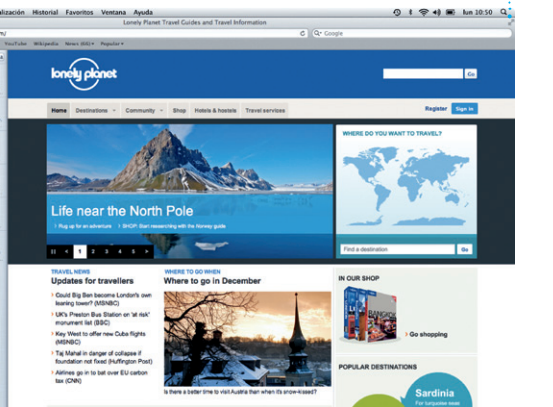 alización Historial Favoritos Ventana Ayuda lun 10:50
Lonely Planet Travel Guides and Travel Information
m/ C Q Google
YouTube Wikipedia News (66) Popular
lonely planet
Go
Home Destinations Community Shop Hotels & hostels Travel services Register Sign in
WHERE DO YOU WANT TO TRAVEL?
Life near the North Pole
Rug up for an adventure SHOP: Start researching with the Norway guide
1 2 3 4 5
Find a destination Go
TRAVEL NEWS
Updates for travellers
Could Big Ben become London's own
leaning tower? (MSNBC)
UK's Preston Bus Station on 'at risk'
monument list (BBC)
Key West to offer new Cuba flights
(MSNBC)
Taj Mahal in danger of collapse if
foundation not fixed (Huffington Post)
Airlines go in to bat over EU carbon
tax (CNN)
WHERE TO GO WHEN
Where to go in December
Is there a better time to visit Austria than when it's snow-kissed?
IN OUR SHOP
BANGKOK
Go shopping
POPULAR DESTINATIONS
Sardinia
For turquoise seas